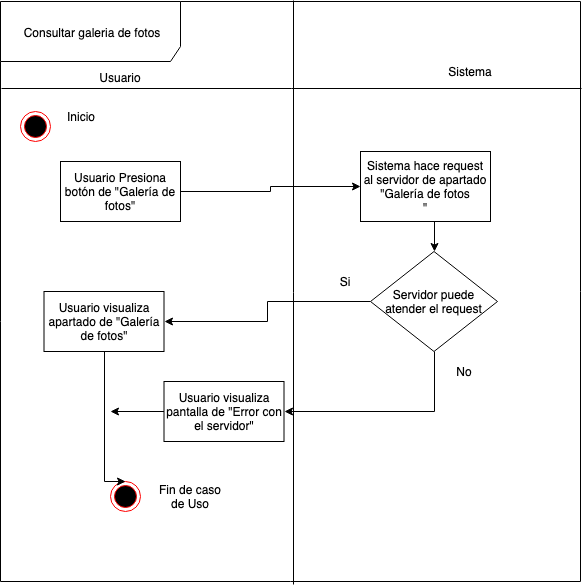 Consultar galeria de fotos
Usuario
Sistema
Inicio
Usuario Presiona
botón de "Galería de
fotos"
Sistema hace request
al servidor de apartado
"Galería de fotos
"
Si
Servidor puede
atender el request
Usuario visualiza
apartado de "Galería
de fotos"
No
Usuario visualiza
pantalla de "Error con
el servidor"
Fin de caso
de Uso